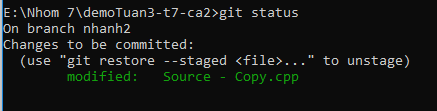 E:\Nhom 7\demoTuan3-t7-ca2>git status
On branch nhanh2
Changes to be committed:
  (use "git restore --staged <file>..." to unstage)
        modified:   Source - Copy.cpp